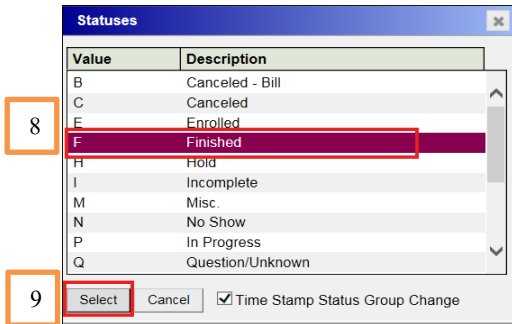 Statuses
Value Description
B Canceled - Bill
C Canceled
8
E Enrolled
F Finished
H Hold
I Incomplete
M Misc.
N No Show
P In Progress
Q Question/Unknown
9
Select Cancel Time Stamp Status Group Change